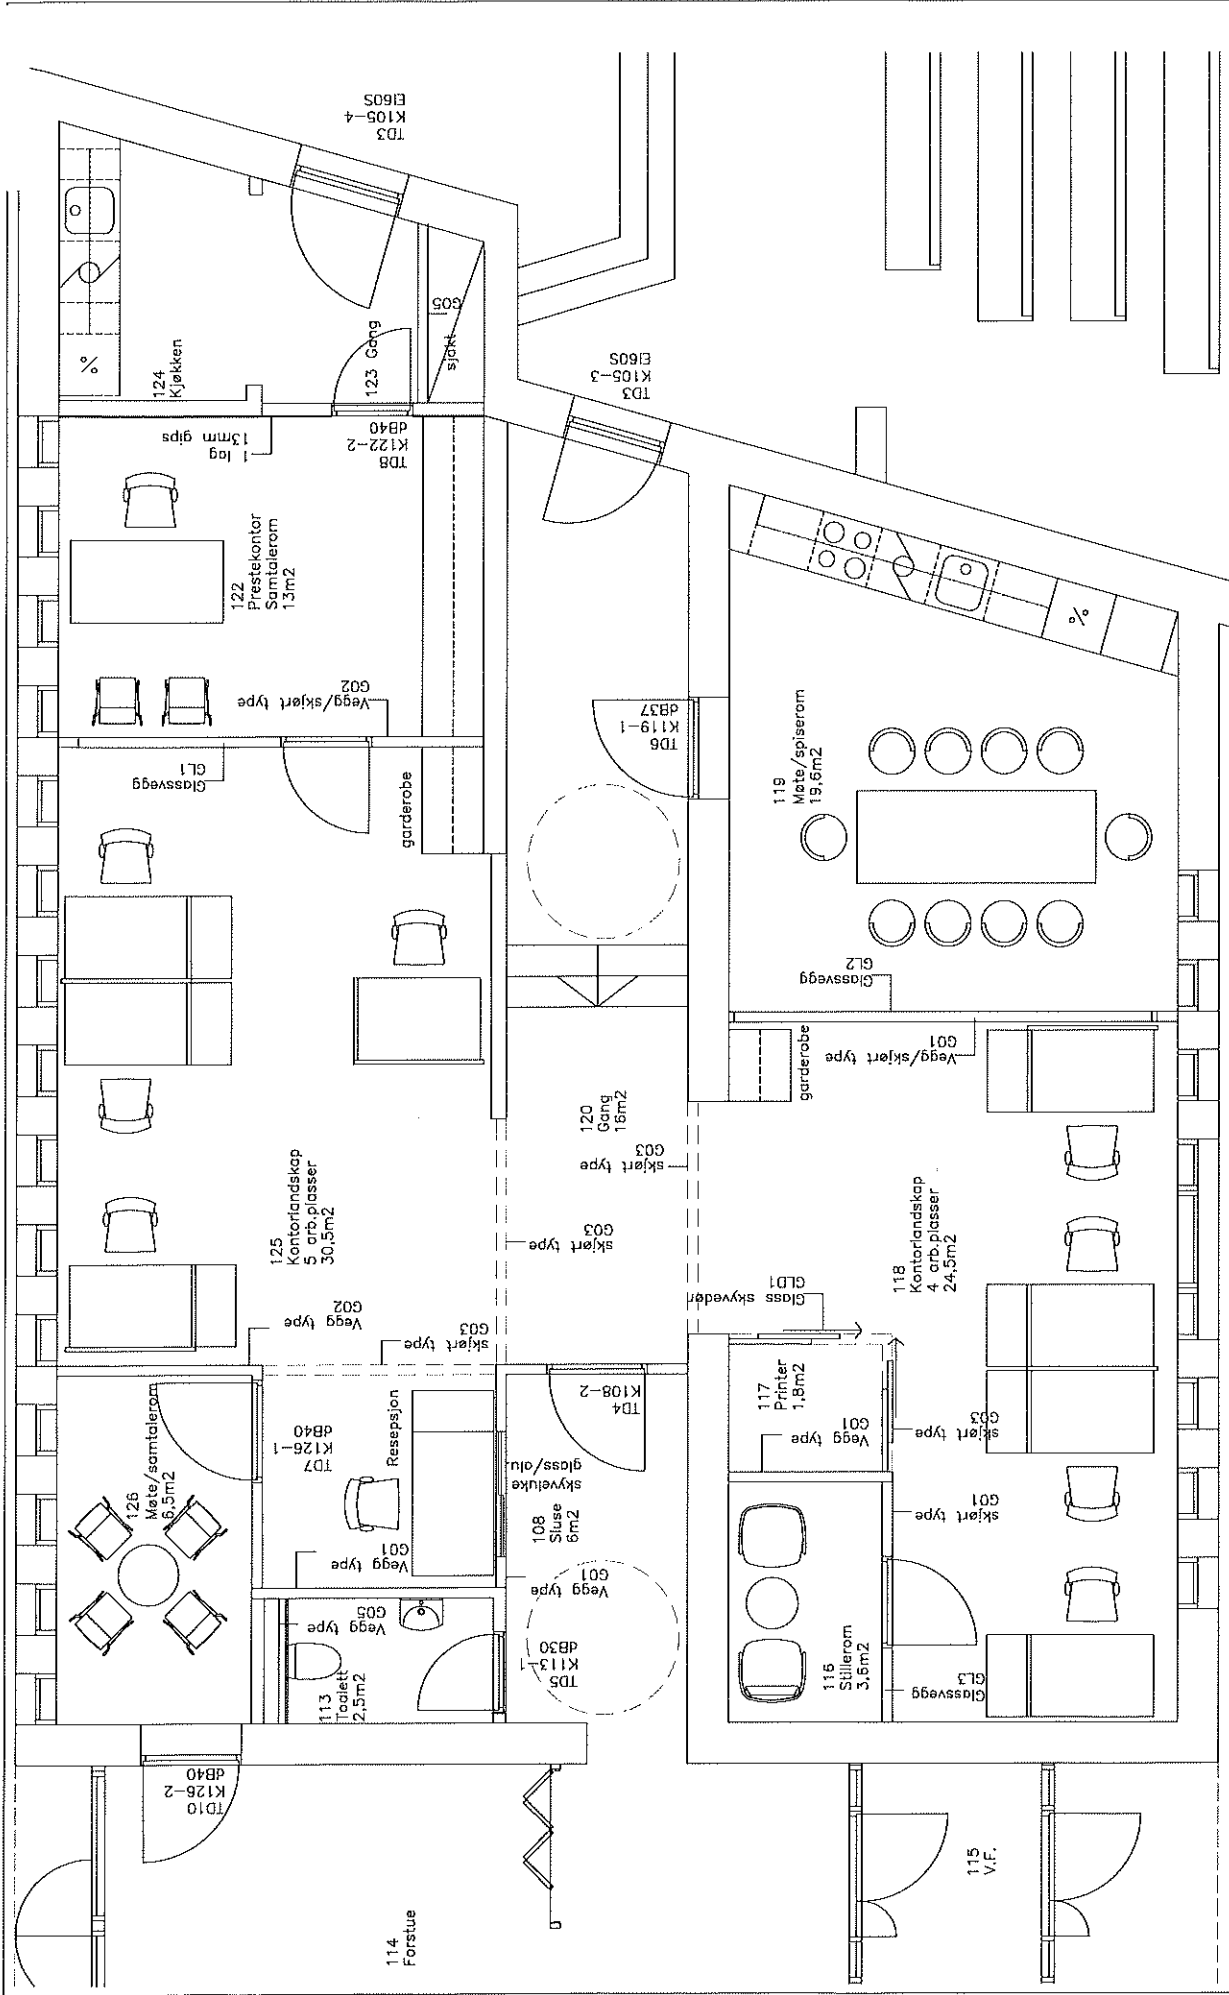 124
Kjøkken
TD3
K105-4
EI60S
123 Gang
G05
sjakt
1 lag
13mm gips
TD8
K122-2
dB40
122
Prestekontor
Samtalerom
13m2
TD3
K105-3
EI60S
Vegg/skjørt type
G02
Glassvegg
GL1
garderobe
TD6
K119-1
dB37
119
Møte/spiserom
19,6m2
Glassvegg
GL2
Vegg/skjørt type
G01
garderobe
120
Gang
16m2
skjørt type
G03
skjørt type
G03
125
Kontorlandskap
5 arb.plasser
30,5m2
118
Kontorlandskap
4 arb.plasser
24,5m2
Glass skyvedør
GLD1
Vegg type
G02
skjørt type
G03
126
Møte/samtalerom
6,5m2
TD7
K126-1
dB40
Resepsjon
TD4
K108-2
117
Printer
1,8m2
Vegg type
G01
skjørt type
G03
skyveluke
glass/alu.
108
Sluse
6m2
skjørt type
G01
Vegg type
G01
Vegg type
G01
Vegg type
G05
TD5
K113-1
dB30
113
Toalett
2,5m2
116
Stillerom
3,6m2
Glassvegg
GL3
TD10
K126-2
dB40
114
Forstue
115
V.F.